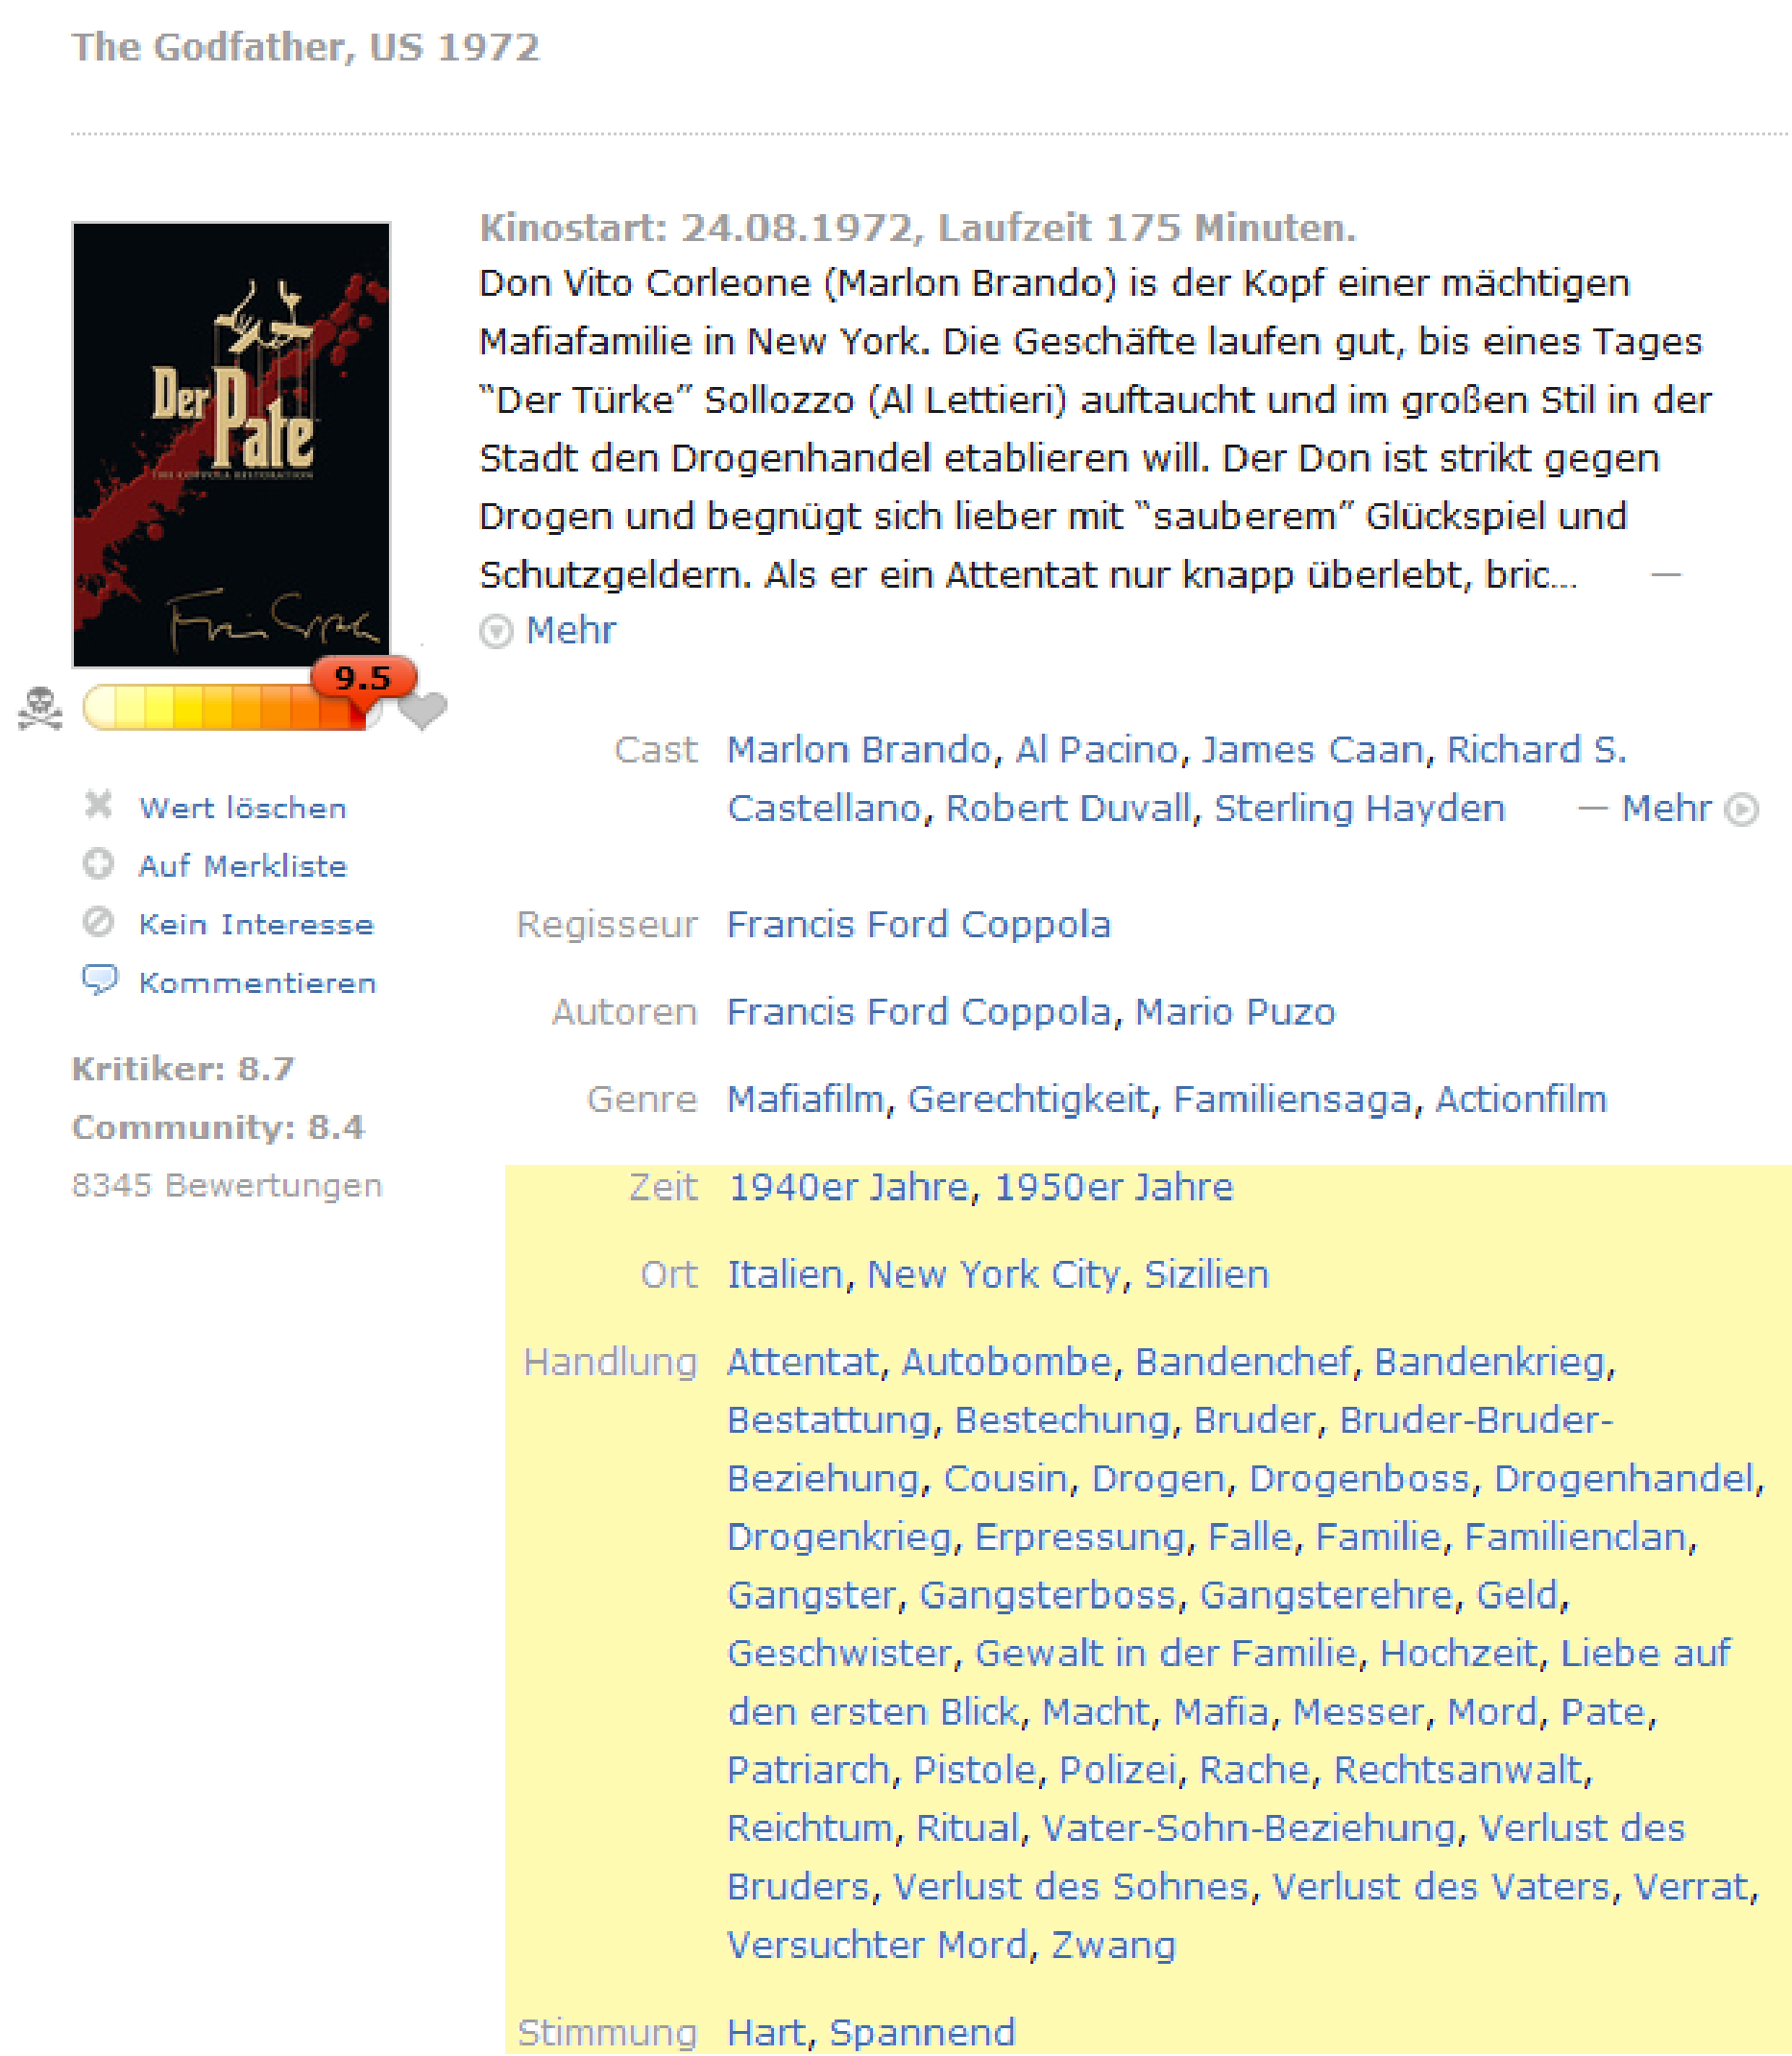 The Godfather, US 1972
Der
Pate
THE COPPOLA RESTORATION
9.5
Wert löschen
Auf Merkliste
Kein Interesse
Kommentieren
Kritiker: 8.7
Community: 8.4
8345 Bewertungen
Kinostart: 24.08.1972, Laufzeit 175 Minuten.
Don Vito Corleone (Marlon Brando) is der Kopf einer mächtigen
Mafiafamilie in New York. Die Geschäfte laufen gut, bis eines Tages
“Der Türke” Sollozzo (Al Lettieri) auftaucht und im großen Stil in der
Stadt den Drogenhandel etablieren will. Der Don ist strikt gegen
Drogen und begnügt sich lieber mit “sauberem” Glückspiel und
Schutzgeldern. Als er ein Attentat nur knapp überlebt, bric... —
Mehr
Cast Marlon Brando, Al Pacino, James Caan, Richard S.
Castellano, Robert Duvall, Sterling Hayden — Mehr
Regisseur Francis Ford Coppola
Autoren Francis Ford Coppola, Mario Puzo
Genre Mafiafilm, Gerechtigkeit, Familiensaga, Actionfilm
Zeit 1940er Jahre, 1950er Jahre
Ort Italien, New York City, Sizilien
Handlung Attentat, Autobombe, Bandenchef, Bandenkrieg,
Bestattung, Bestechung, Bruder, Bruder-Bruder-
Beziehung, Cousin, Drogen, Drogenboss, Drogenhandel,
Drogenkrieg, Erpressung, Falle, Familie, Familienclan,
Gangster, Gangsterboss, Gangsterehre, Geld,
Geschwister, Gewalt in der Familie, Hochzeit, Liebe auf
den ersten Blick, Macht, Mafia, Messer, Mord, Pate,
Patriarch, Pistole, Polizei, Rache, Rechtsanwalt,
Reichtum, Ritual, Vater-Sohn-Beziehung, Verlust des
Bruders, Verlust des Sohnes, Verlust des Vaters, Verrat,
Versuchter Mord, Zwang
Stimmung Hart, Spannend